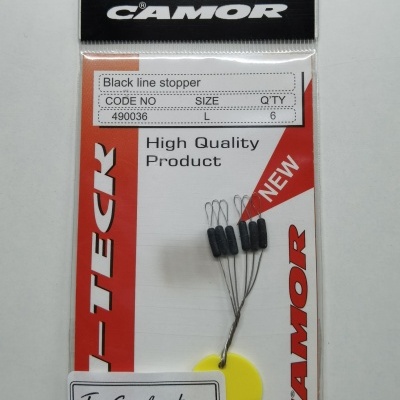 CAMOR
Black line stopper
CODE NO SIZE Q'TY
490036 L 6
High Quality
Product
NEW
-TECK
CAMOR